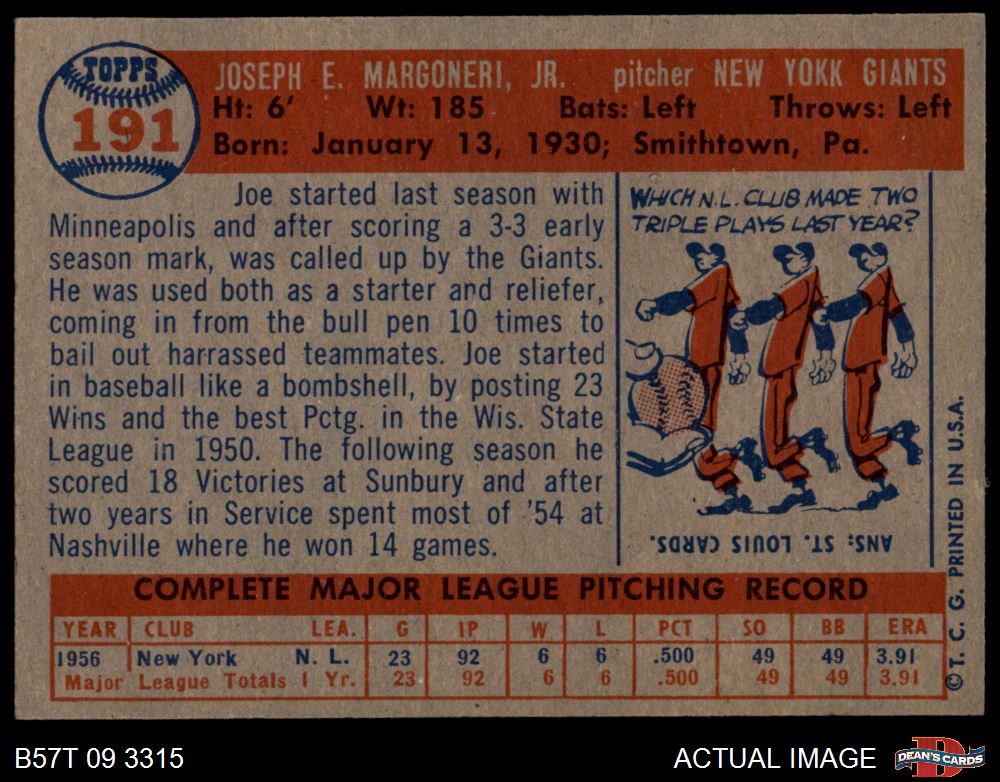 TOPPS
191
JOSEPH E. MARGONERI, JR. pitcher NEW YOKK GIANTS
Ht: 6' Wt: 185 Bats: Left Throws: Left
Born: January 13, 1930; Smithtown, Pa.
Joe started last season with
Minneapolis and after scoring a 3-3 early
season mark, was called up by the Giants.
He was used both as a starter and reliefer,
coming in from the bull pen 10 times to
bail out harrassed teammates. Joe started
in baseball like a bombshell, by posting 23
Wins and the best Pctg. in the Wis. State
League in 1950. The following season he
scored 18 Victories at Sunbury and after
two years in Service spent most of '54 at
Nashville where he won 14 games.
WHICH N.L. CLUB MADE TWO
TRIPLE PLAYS LAST YEAR?
ANS: ST. LOUIS CARDS.
© T. C. G. PRINTED IN U.S.A.
COMPLETE MAJOR LEAGUE PITCHING RECORD
YEAR CLUB LEA. G IP W L PCT SO BB ERA
1956 New York N. L. 23 92 6 6 .500 49 49 3.91
Major League Totals 1 Yr. 23 92 6 6 .500 49 49 3.91
B57T 09 3315 ACTUAL IMAGE DEAN'S CARDS